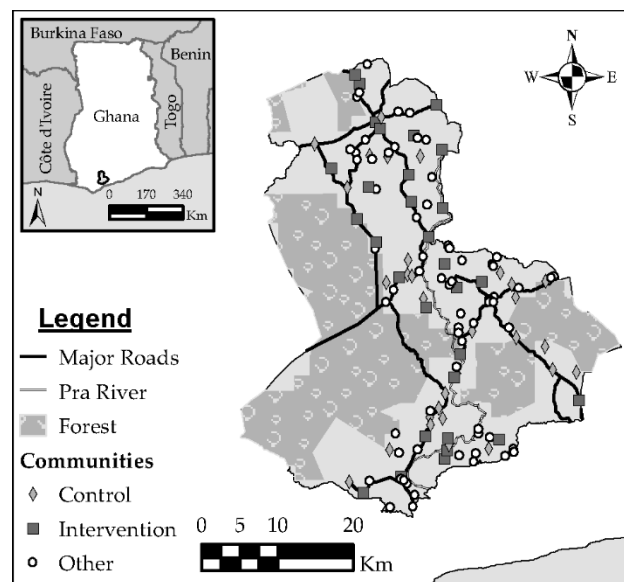 Burkina Faso
Benin
Côte d'Ivoire
Ghana
Togo
N
0 170 340
Km
N
W E
S
Legend
Major Roads
Pra River
Forest
Communities
Control
Intervention
Other
0 5 10 20
Km